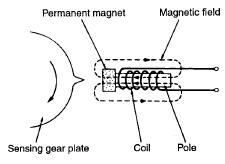 Permanent magnet
Magnetic field
Sensing gear plate
Coil
Pole